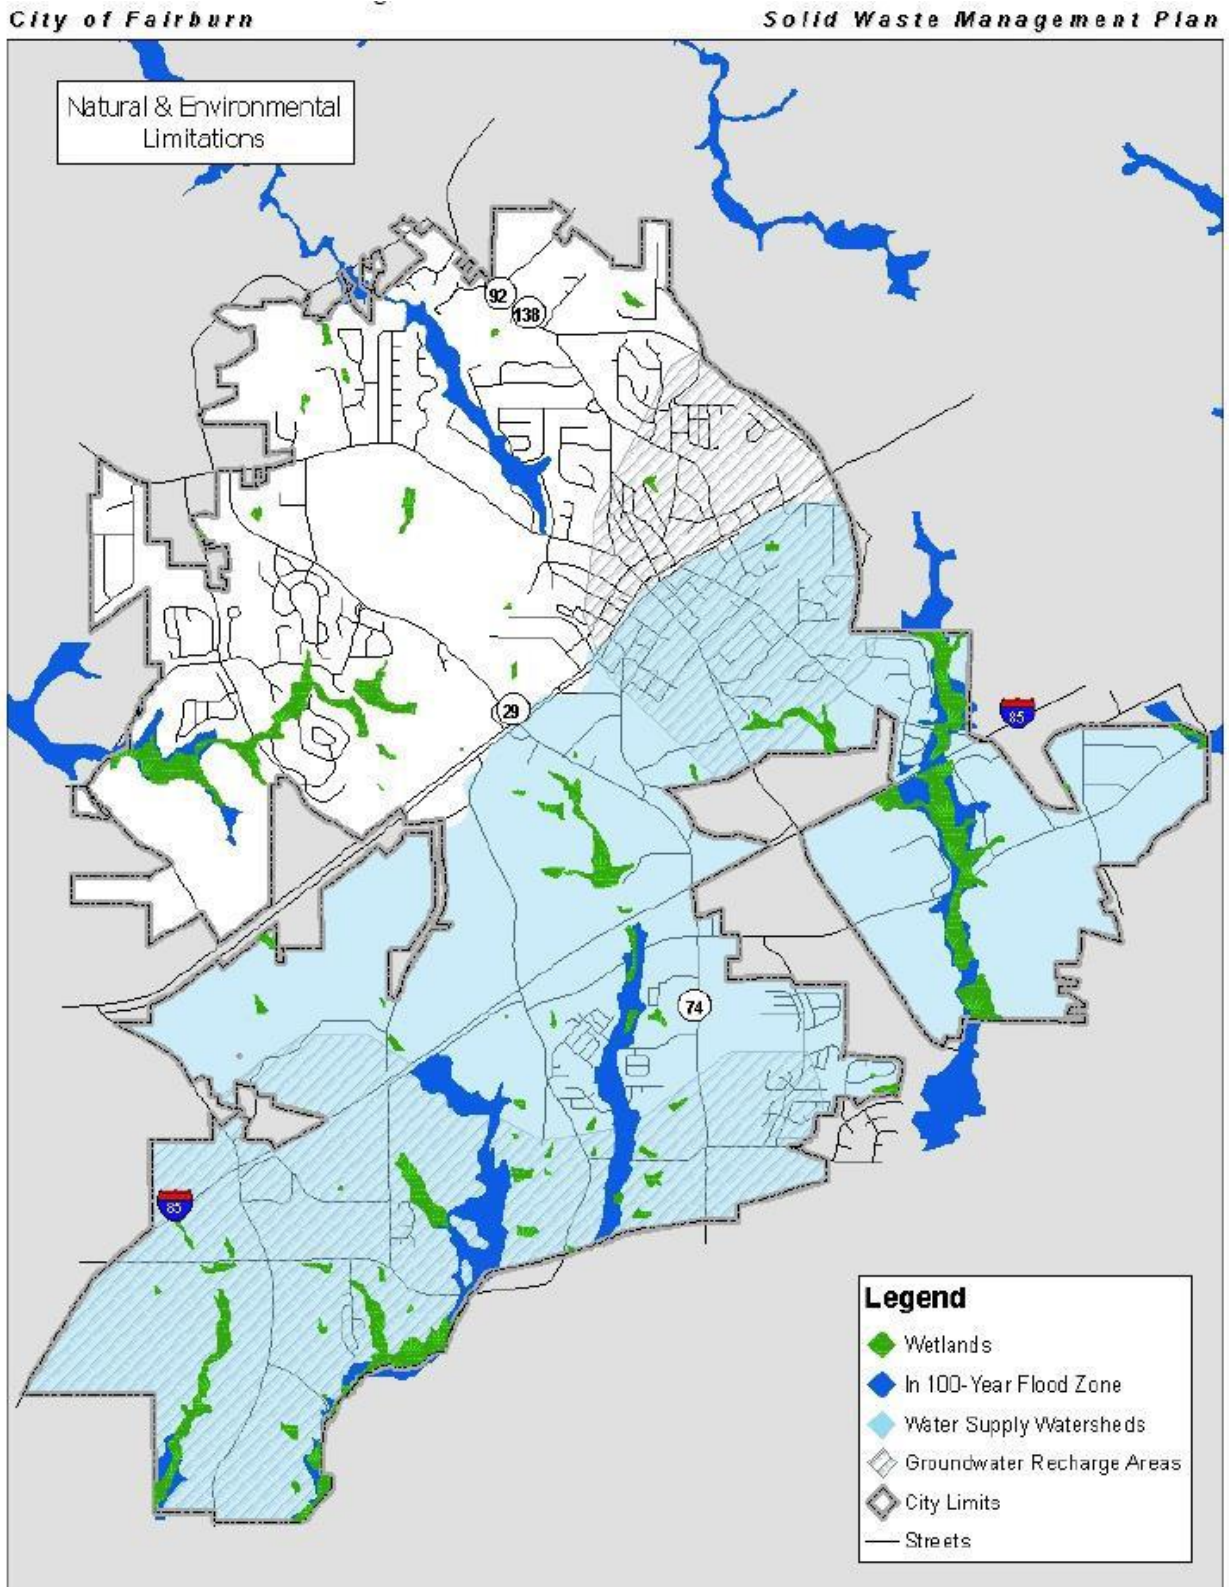 City of Fairburn
Solid Waste Management Plan
Natural & Environmental
Limitations
92
138
29
85
74
85
Legend
Wetlands
In 100-Year Flood Zone
Water Supply Watersheds
Groundwater Recharge Areas
City Limits
Streets